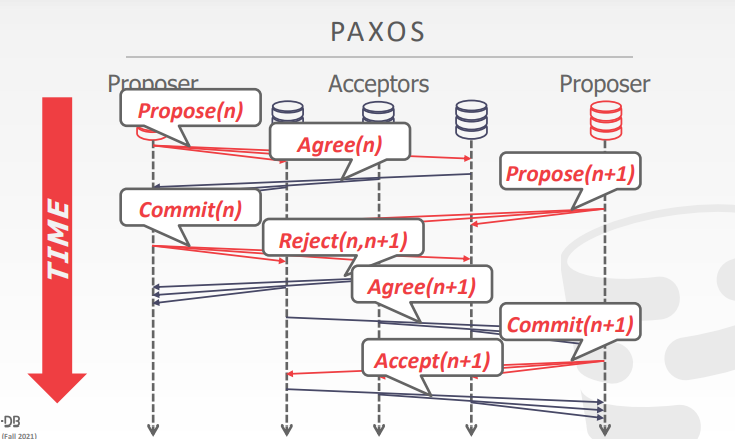 PAXOS
Proposer
Acceptors
Proposer
Propose(n)
Agree(n)
Propose(n+1)
Commit(n)
Reject(n,n+1)
Agree(n+1)
Commit(n+1)
Accept(n+1)
TIME
·DB
(Fall 2021)